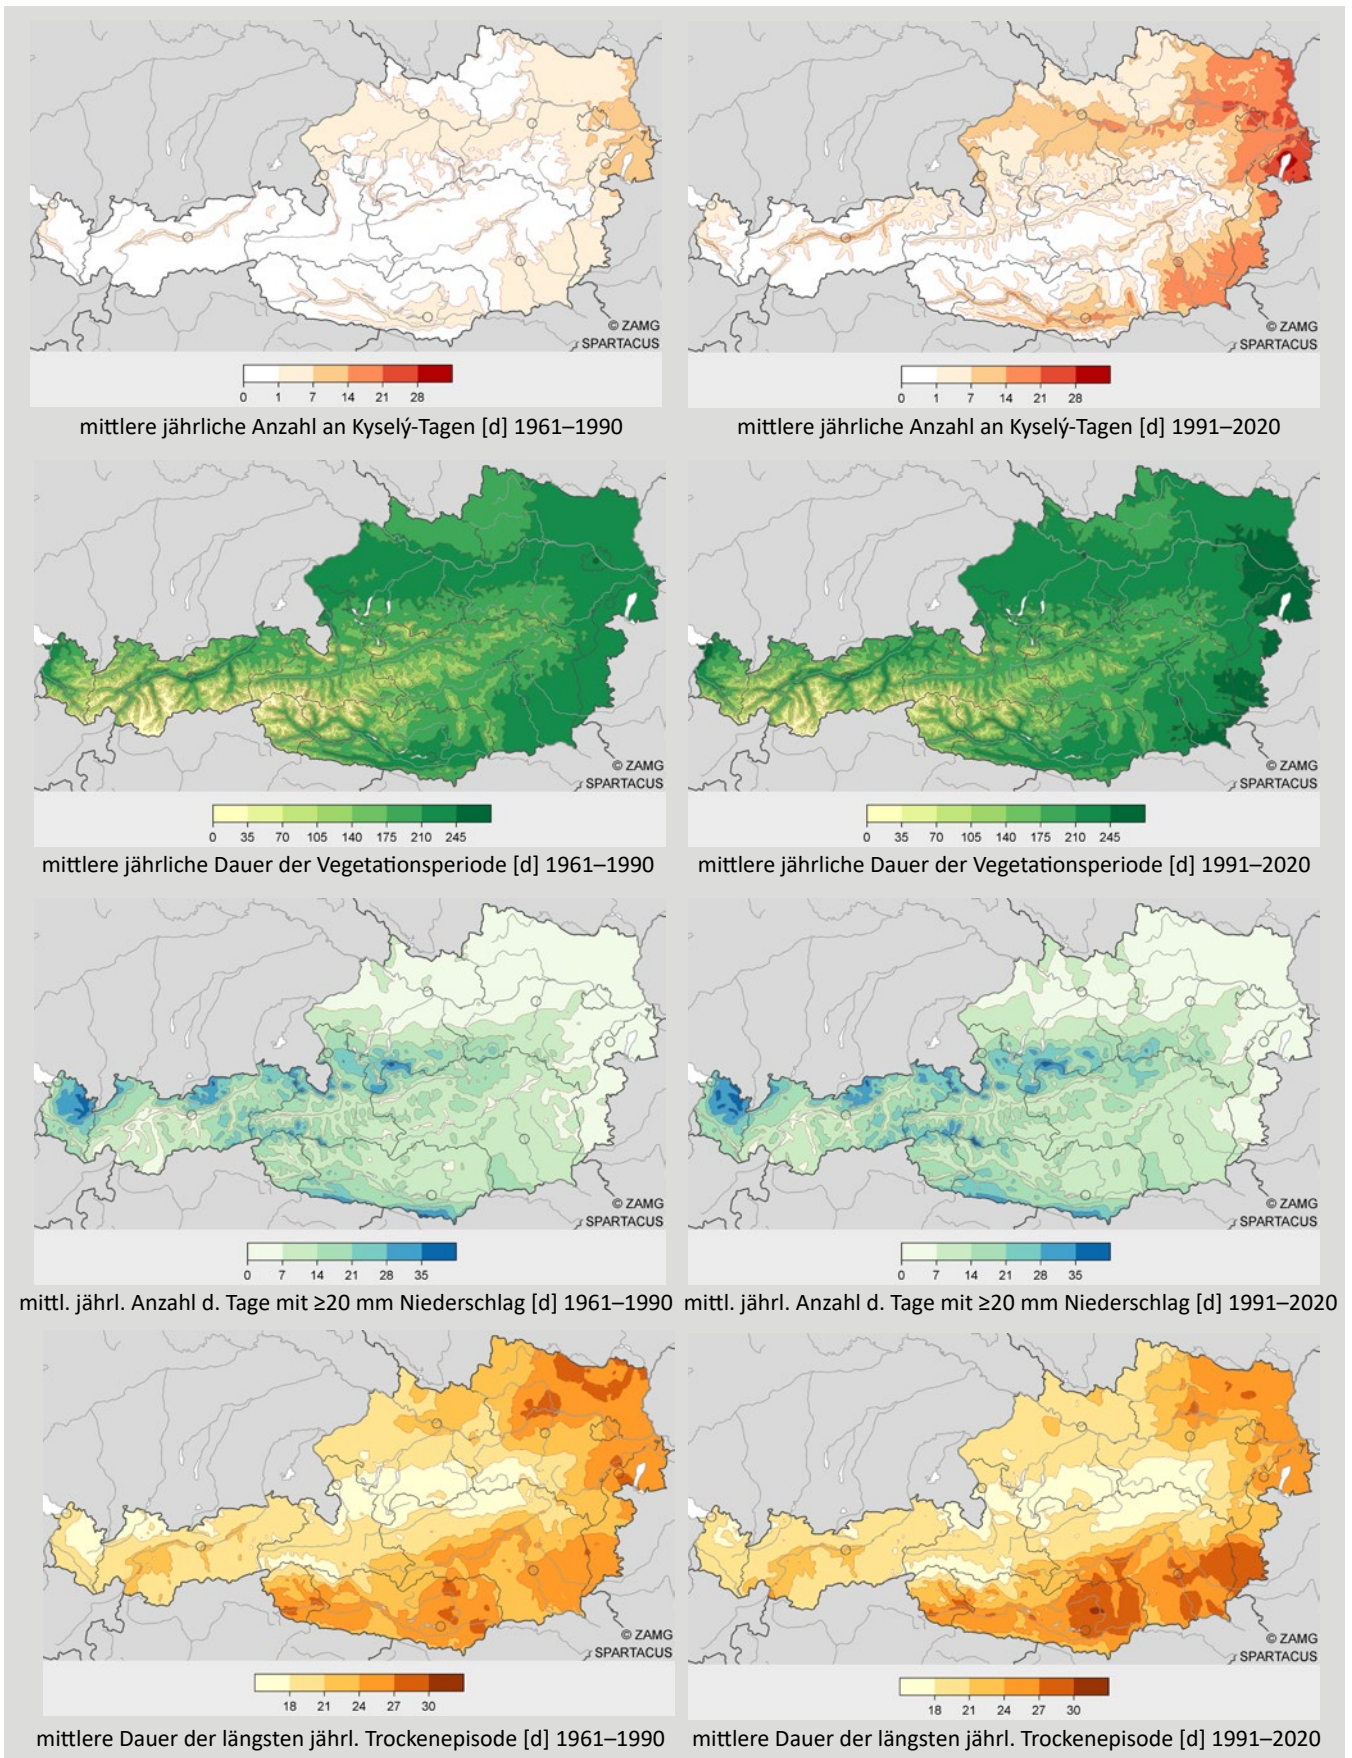 © ZAMG
SPARTACUS
0 1 7 14 21 28
mittlere jährliche Anzahl an Kyselý-Tagen [d] 1961–1990
© ZAMG
SPARTACUS
0 1 7 14 21 28
mittlere jährliche Anzahl an Kyselý-Tagen [d] 1991–2020
© ZAMG
SPARTACUS
0 35 70 105 140 175 210 245
mittlere jährliche Dauer der Vegetationsperiode [d] 1961–1990
© ZAMG
SPARTACUS
0 35 70 105 140 175 210 245
mittlere jährliche Dauer der Vegetationsperiode [d] 1991–2020
© ZAMG
SPARTACUS
0 7 14 21 28 35
mittl. jährl. Anzahl d. Tage mit ≥20 mm Niederschlag [d] 1961–1990
© ZAMG
SPARTACUS
0 7 14 21 28 35
mittl. jährl. Anzahl d. Tage mit ≥20 mm Niederschlag [d] 1991–2020
© ZAMG
SPARTACUS
18 21 24 27 30
mittlere Dauer der längsten jährl. Trockenepisode [d] 1961–1990
© ZAMG
SPARTACUS
18 21 24 27 30
mittlere Dauer der längsten jährl. Trockenepisode [d] 1991–2020